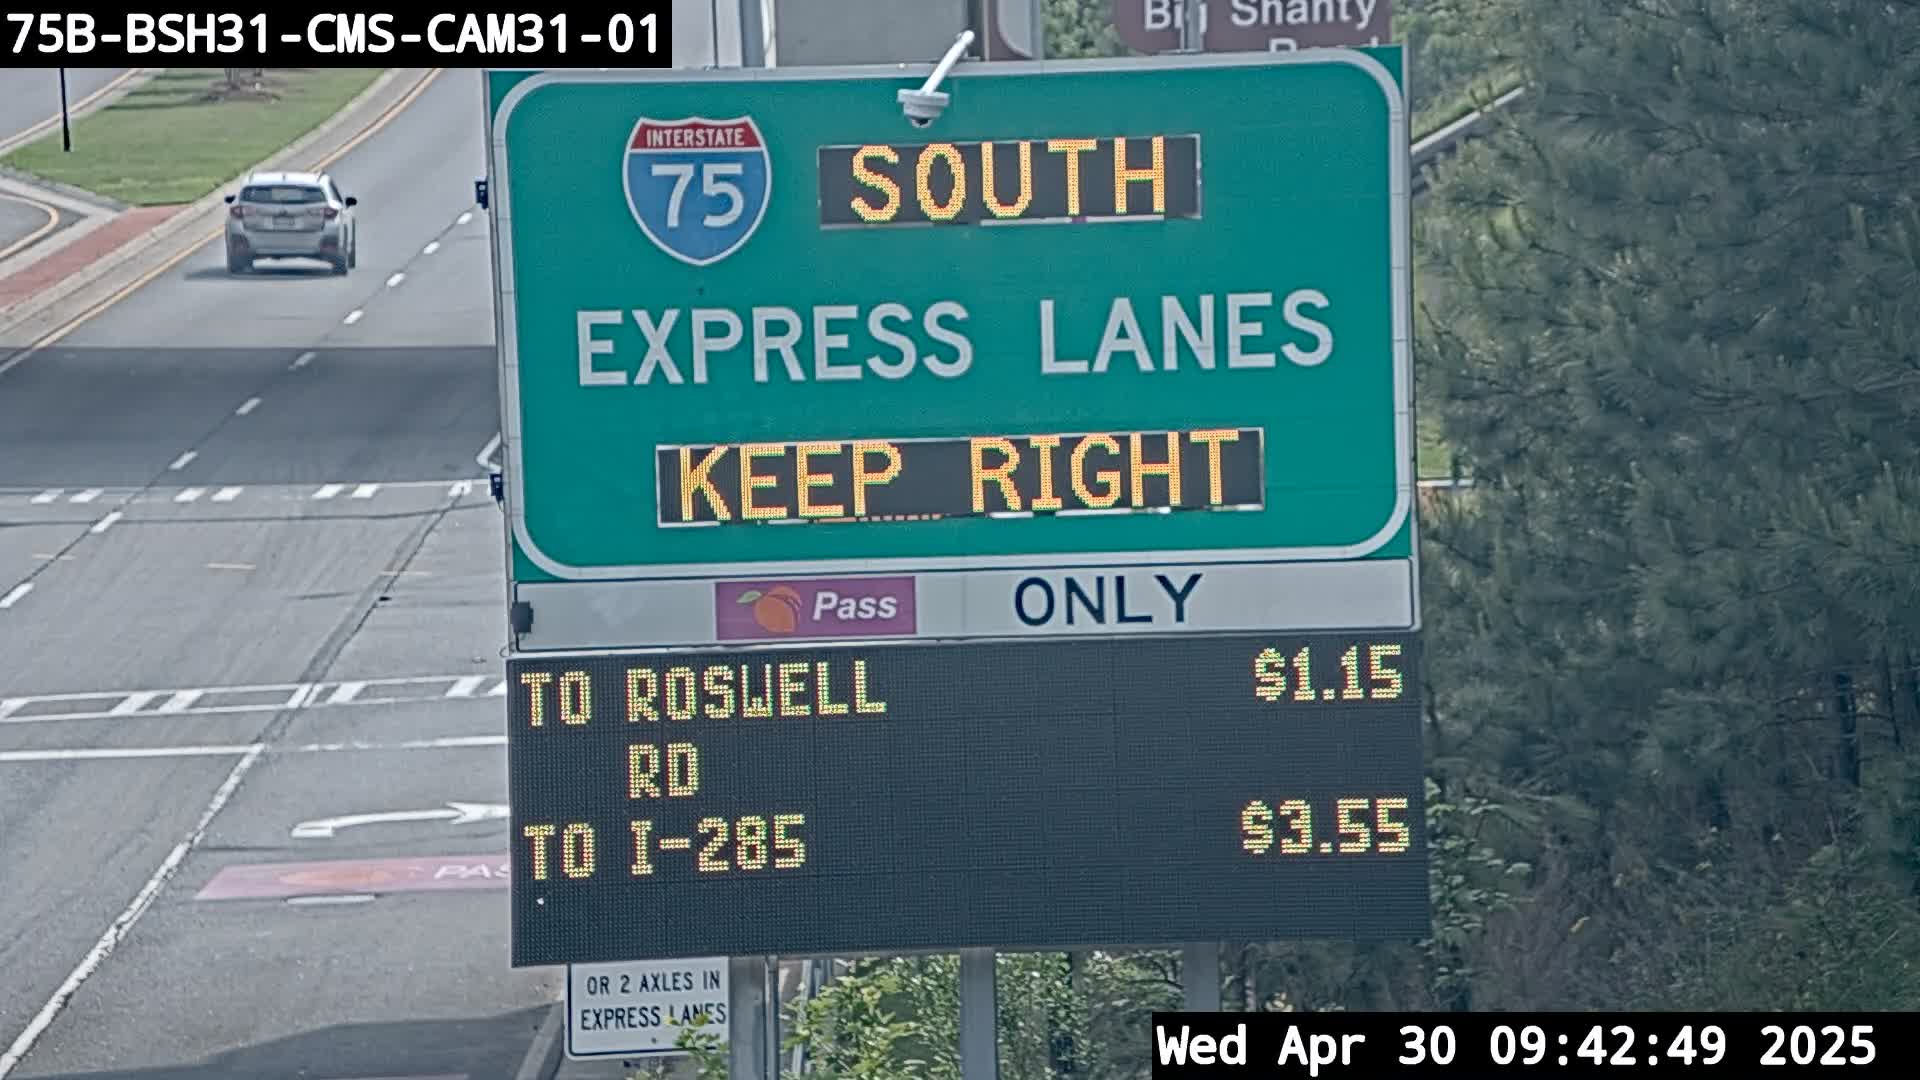 75B-BSH31-CMS-CAM31-01
Big Shanty
Road
INTERSTATE
75
SOUTH
EXPRESS LANES
KEEP RIGHT
Pass ONLY
TO ROSWELL $1.15
RD
TO I-285 $3.55
PAS
OR 2 AXLES IN
EXPRESS LANES
Wed Apr 30 09:42:49 2025